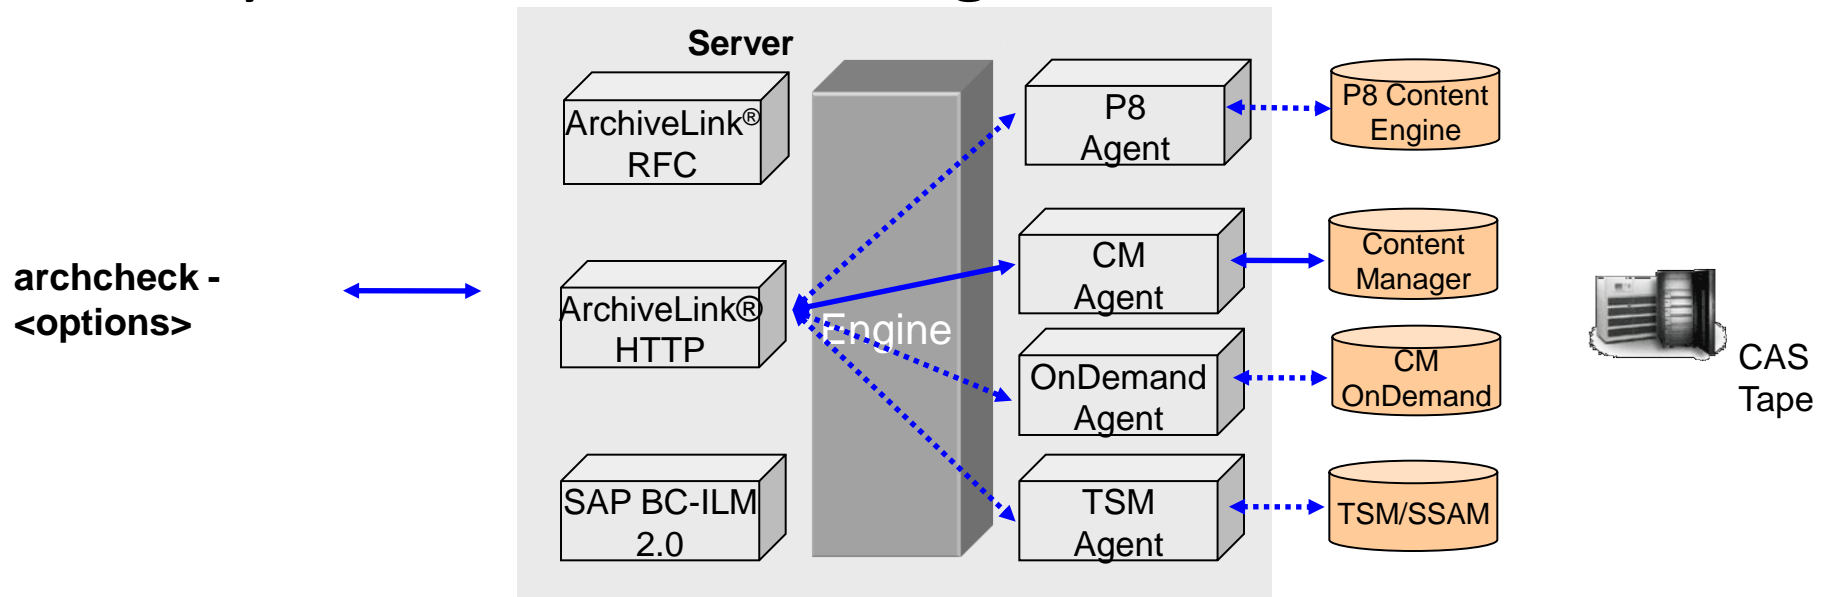 Server
ArchiveLink®
RFC
P8
Agent
P8 Content
Engine
archcheck -
<options>
ArchiveLink®
HTTP
Engine
CM
Agent
Content
Manager
OnDemand
Agent
CM
OnDemand
CAS
Tape
SAP BC-ILM
2.0
TSM
Agent
TSM/SSAM